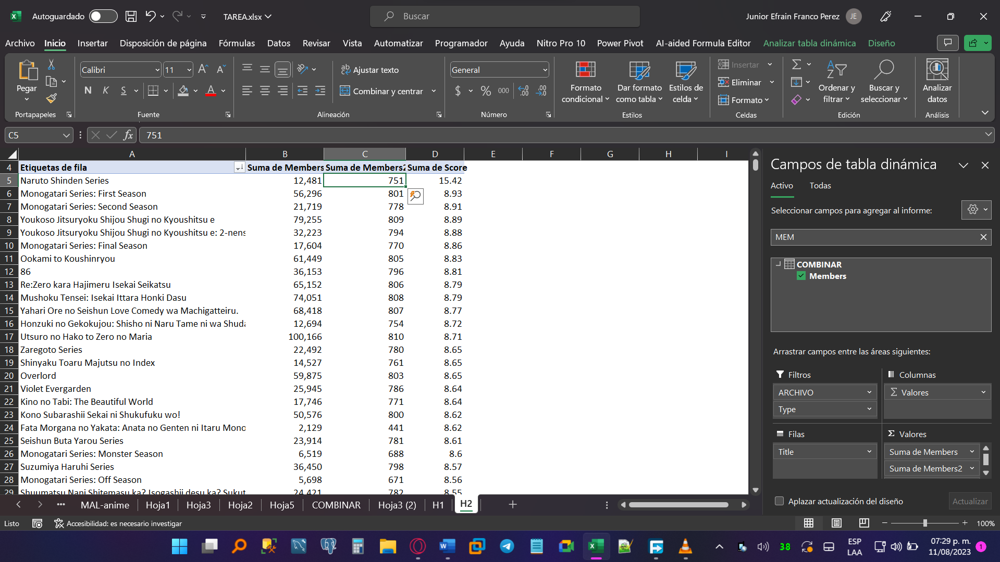 Autoguardado
TAREA.xlsx
Buscar
Junior Efrain Franco Perez
JE
Archivo Inicio Insertar Disposición de página Fórmulas Datos Revisar Vista Automatizar Programador Ayuda Nitro Pro 10 Power Pivot AI-aided Formula Editor Analizar tabla dinámica Diseño
Pegar
Portapapeles
Calibri 11
N K S
Fuente
Ajustar texto
Combinar y centrar
Alineación
General
$ % 000
Número
Formato condicional
Dar formato como tabla
Estilos de celda
Estilos
Insertar
Eliminar
Formato
Celdas
Ordenar y filtrar
Buscar y seleccionar
Edición
Analizar datos
Análisis
C5 fx 751
A B C D E F G H I
4 Etiquetas de fila Suma de Members Suma de Members2 Suma de Score
5 Naruto Shinden Series 12,481 751 15.42
6 Monogatari Series: First Season 56,296 801 8.93
7 Monogatari Series: Second Season 21,719 778 8.91
8 Youkoso Jitsuryoku Shijou Shugi no Kyoushitsu e 79,255 809 8.89
9 Youkoso Jitsuryoku Shijou Shugi no Kyoushitsu e: 2-nens 32,223 794 8.88
10 Monogatari Series: Final Season 17,604 770 8.86
11 Ookami to Koushinryou 61,449 805 8.83
12 86 36,153 796 8.81
13 Re:Zero kara Hajimeru Isekai Seikatsu 65,152 806 8.79
14 Mushoku Tensei: Isekai Ittara Honki Dasu 74,051 808 8.79
15 Yahari Ore no Seishun Love Comedy wa Machigatteiru. 68,418 807 8.77
16 Honzuki no Gekokujou: Shisho ni Naru Tame ni wa Shuda 12,694 754 8.72
17 Utsuro no Hako to Zero no Maria 100,166 810 8.71
18 Zaregoto Series 22,492 780 8.65
19 Shinyaku Toaru Majutsu no Index 14,527 761 8.65
20 Overlord 59,875 803 8.65
21 Violet Evergarden 25,945 786 8.64
22 Kino no Tabi: The Beautiful World 17,746 771 8.64
23 Kono Subarashii Sekai ni Shukufuku wo! 50,576 800 8.62
24 Fata Morgana no Yakata: Anata no Genten ni Itaru Mono 2,129 441 8.62
25 Seishun Buta Yarou Series 23,914 781 8.61
26 Monogatari Series: Monster Season 6,519 688 8.6
27 Suzumiya Haruhi Series 36,450 798 8.57
28 Monogatari Series: Off Season 5,698 671 8.56
29 Shuumatsu Nani Shitemasu ka? Isogashii desu ka? Sukut 24,421 782 8.55
Campos de tabla dinámica
Activo Todas
Seleccionar campos para agregar al informe:
MEM
COMBINAR
Members
Arrastrar campos entre las áreas siguientes:
Filtros
ARCHIVO
Type
Columnas
Σ Valores
Filas
Title
Σ Valores
Suma de Members
Suma de Members2
Aplazar actualización del diseño
Actualizar
MAL-anime Hoja1 Hoja3 Hoja2 Hoja5 COMBINAR Hoja3 (2) H1 H2
Listo
Accesibilidad: es necesario investigar
100%
38
ESP
LAA
07:29 p. m.
11/08/2023
1